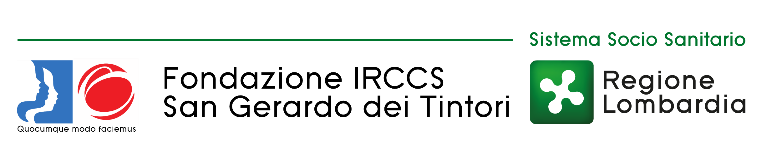 Sistema Socio Sanitario
Fondazione IRCCS
San Gerardo dei Tintori
Regione
Lombardia
Quocumque modo faciemus